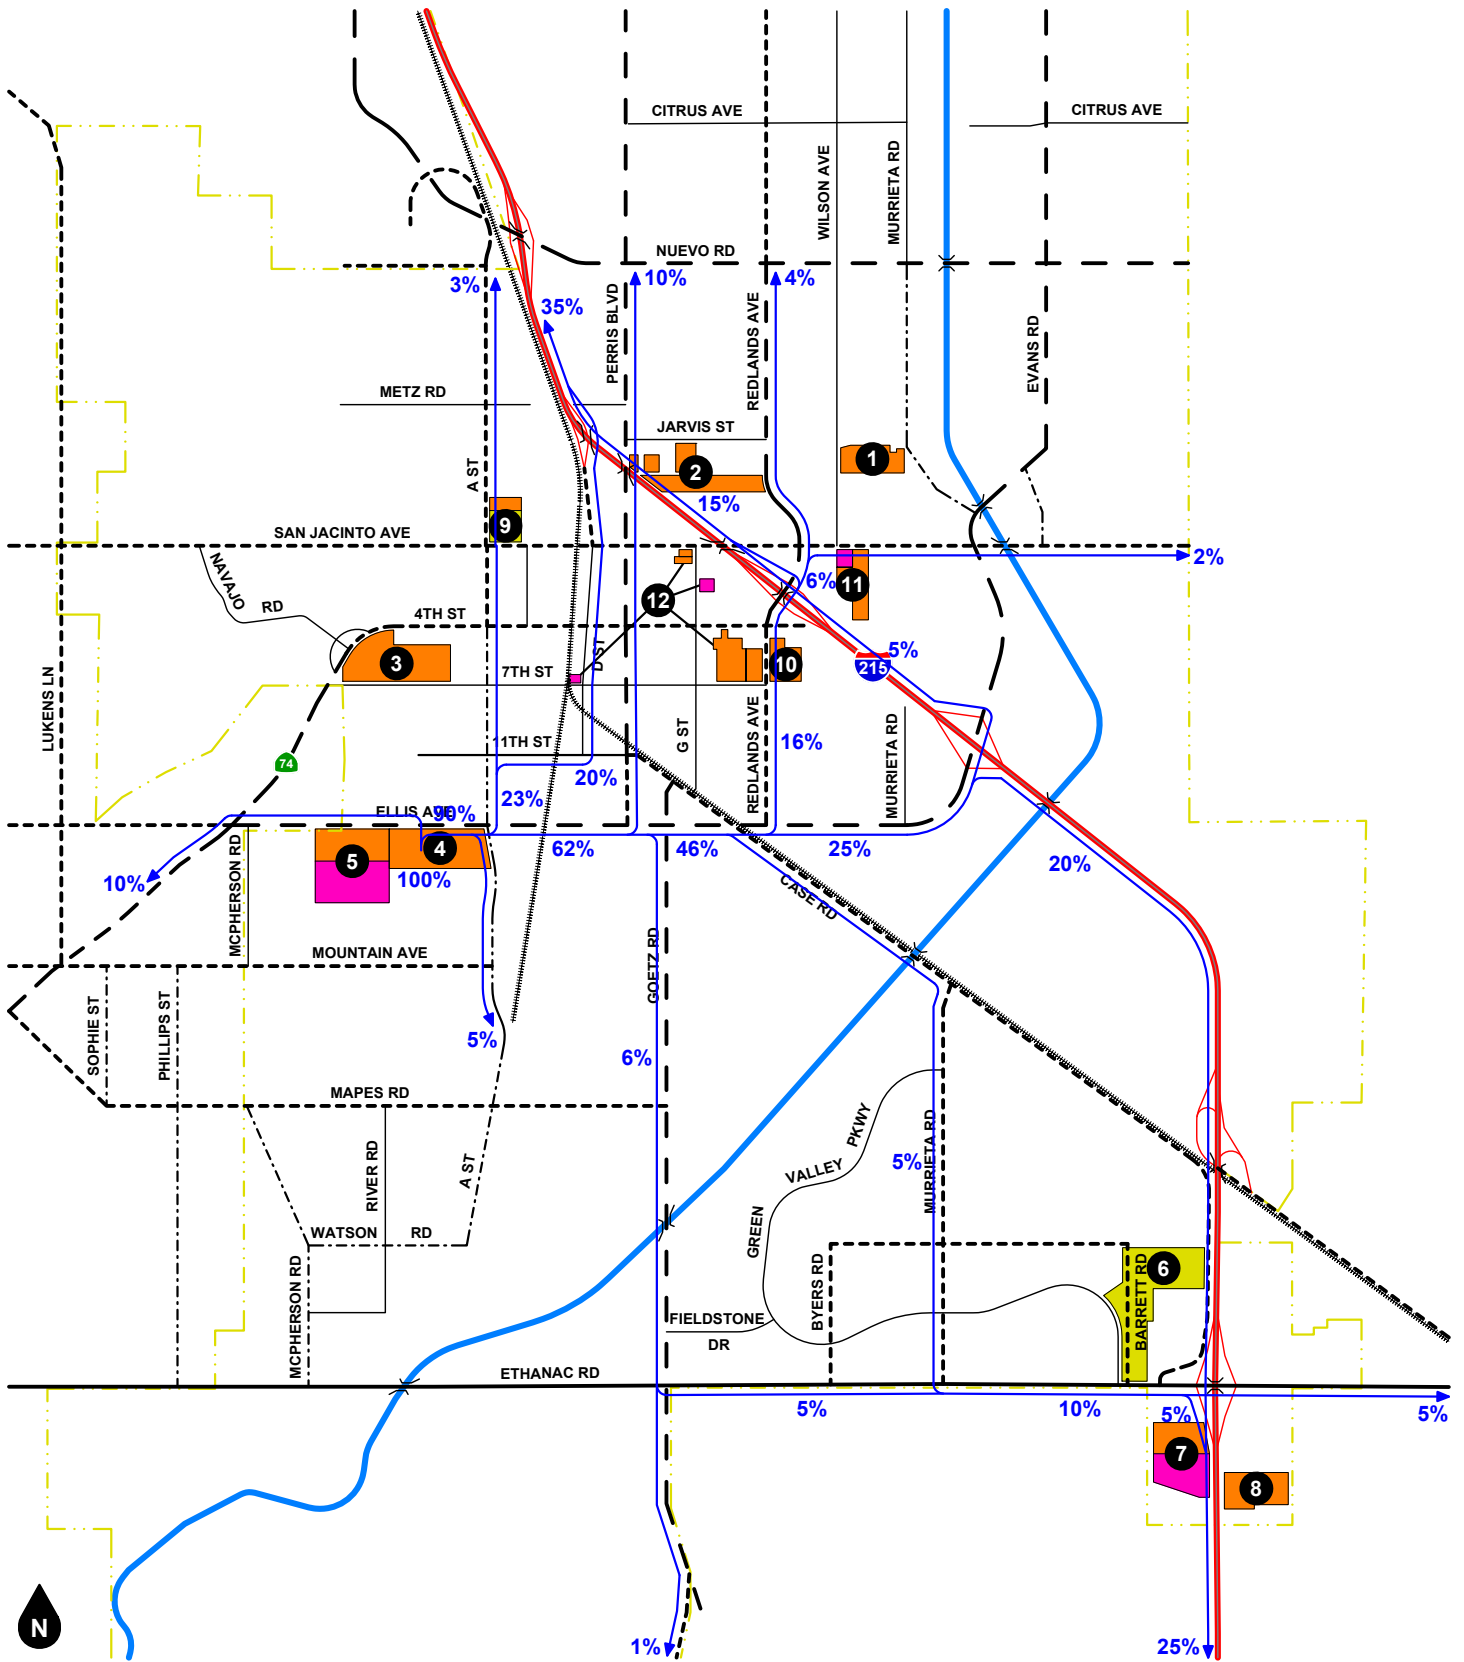 CITRUS AVE
CITRUS AVE
WILSON AVE
MURRIETA RD
NUEVO RD
3%
35%
10%
4%
PERRIS BLVD
REDLANDS AVE
EVANS RD
METZ RD
JARVIS ST
A ST
1
2
15%
9
SAN JACINTO AVE
2%
NAVAJO
RD
6%
11
12
4TH ST
3
7TH ST
D ST
10
5%
215
LUKENS LN
11TH ST
G ST
REDLANDS AVE
16%
MURRIETA RD
74
20%
23%
ELLIS AVE
90%
5
4
100%
62%
46%
25%
20%
10%
MCPHERSON RD
CASE RD
MOUNTAIN AVE
GOETZ RD
SOPHIE ST
PHILLIPS ST
5%
6%
MAPES RD
RIVER RD
A ST
VALLEY
PKWY
GREEN
5%
MURRIETA RD
WATSON
RD
MCPHERSON RD
BYERS RD
BARRETT RD
6
FIELDSTONE
DR
ETHANAC RD
5%
10%
5%
5%
7
8
N
1%
25%